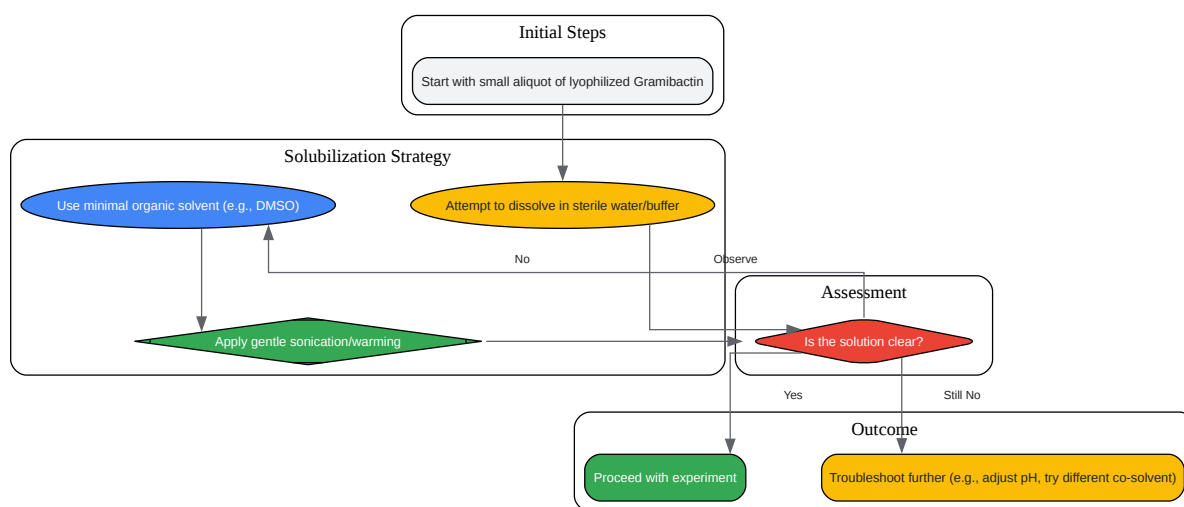 Initial Steps
Start with small aliquot of lyophilized Gramibactin
Solubilization Strategy
Use minimal organic solvent (e.g., DMSO)
Attempt to dissolve in sterile water/buffer
No
Observe
Assessment
Apply gentle sonication/warming
Is the solution clear?
Yes
Still No
Outcome
Proceed with experiment
Troubleshoot further (e.g., adjust pH, try different co-solvent)